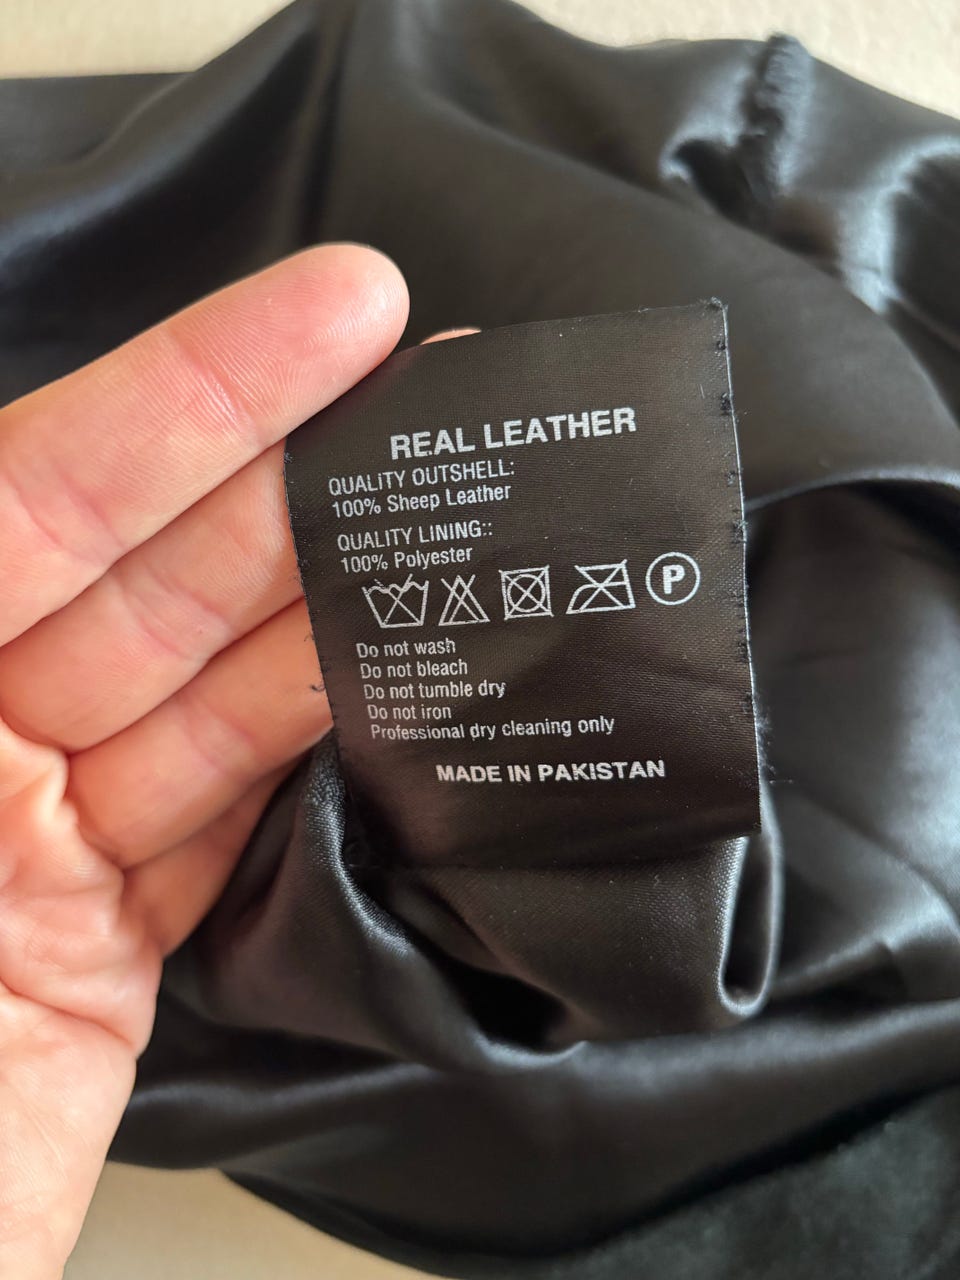 REAL LEATHER
QUALITY OUTSHELL:
100% Sheep Leather
QUALITY LINING::
100% Polyester
P
Do not wash
Do not bleach
Do not tumble dry
Do not iron
Professional dry cleaning only
MADE IN PAKISTAN